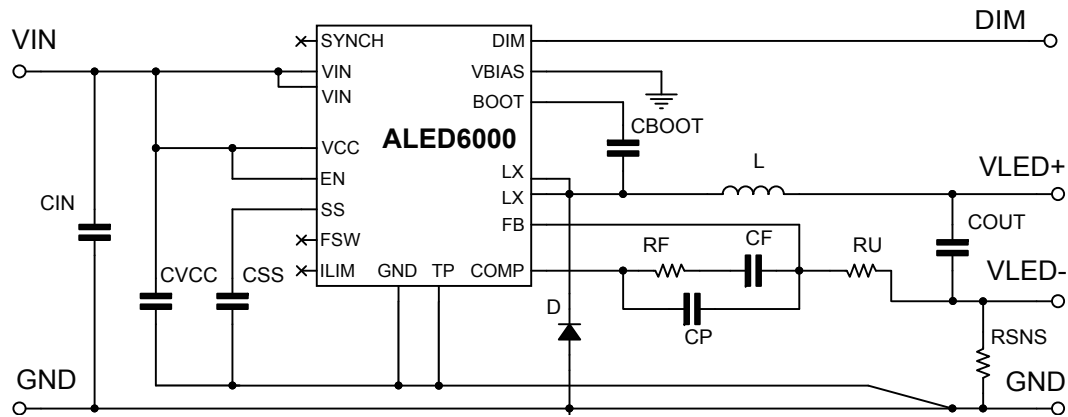 VIN
DIM
SYNCH
DIM
VIN
VBIAS
VIN
BOOT
ALED6000
CBOOT
VCC
LX
L
VLED+
EN
LX
CIN
SS
FB
COUT
FSW
RF
CF
RU
CVCC
CSS
ILIM
GND
TP
COMP
VLED-
D
CP
RSNS
GND
GND